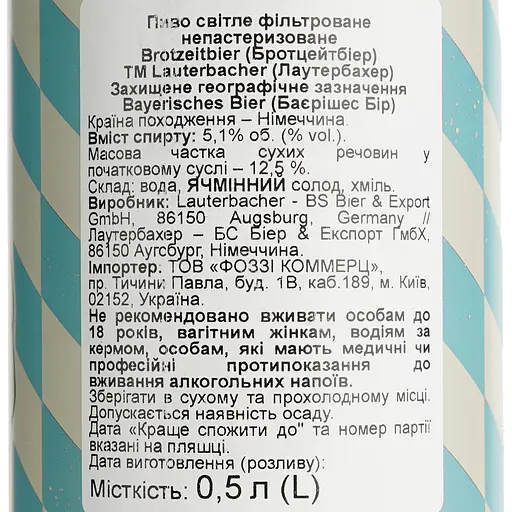 Пиво світле фільтроване
непастеризоване
Brotzeitbier (Бротцейтбіер)
ТМ Lauterbacher (Лаутербахер)
Захищене географічне зазначення
Bayerisches Bier (Баєрішес Бір)
Країна походження – Німеччина.
Вміст спирту: 5,1% об. (% vol.).
Масова частка сухих речовин у
початковому суслі – 12,5 %.
Склад: вода, ЯЧМІННИЙ солод, хміль.
Виробник: Lauterbacher - BS Bier & Export
GmbH, 86150 Augsburg, Germany //
Лаутербахер – БС Біер & Експорт ГмбХ,
86150 Аугсбург, Німеччина.
Імпортер: ТОВ «ФОЗЗІ КОММЕРЦ»,
пр. Тичини Павла, буд. 1В, каб.189, м. Київ,
02152, Україна.
Не рекомендовано вживати особам до
18 років, вагітним жінкам, водіям за
кермом, особам, які мають медичні чи
професійні протипоказання до
вживання алкогольних напоїв.
Зберігати в сухому та прохолодному місці.
Допускається наявність осаду.
Дата «Краще спожити до" та номер партії
вказані на пляшці.
Дата виготовлення (розливу):
Місткість: 0,5 л (L)